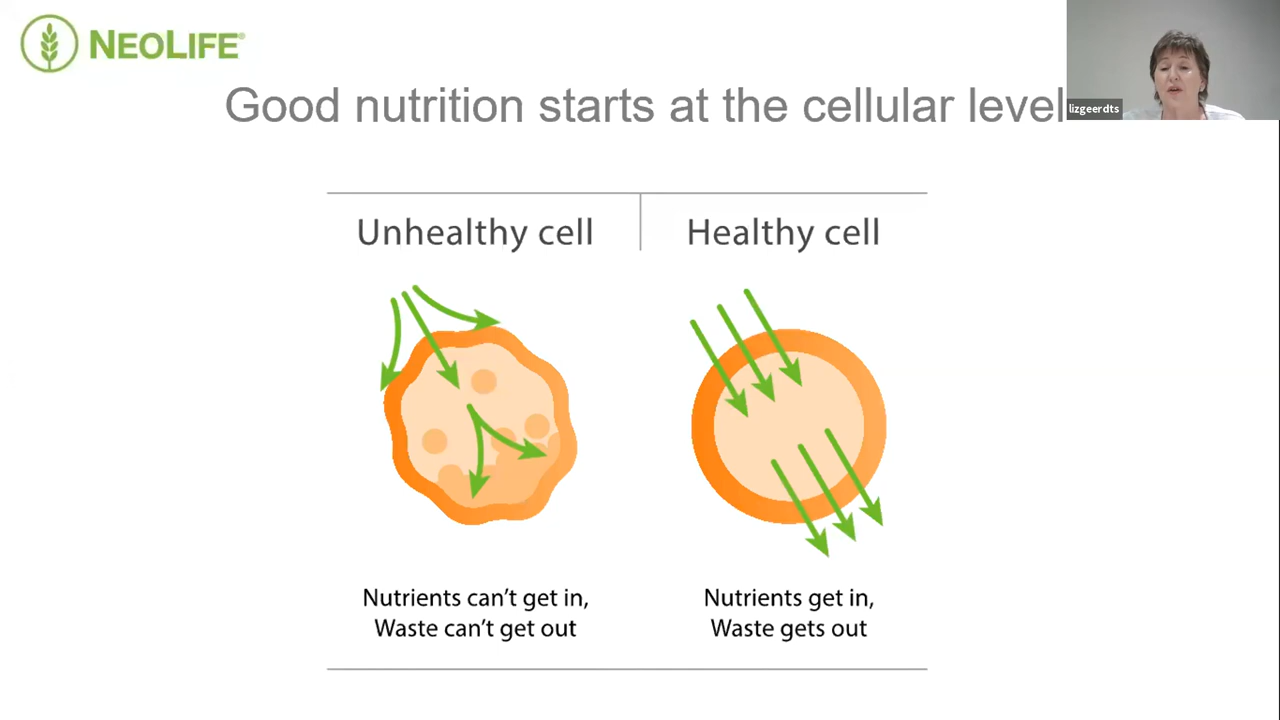 NEOLIFE®
Good nutrition starts at the cellular level
lizgeerdts
Unhealthy cell
Healthy cell
Nutrients can't get in,
Waste can't get out
Nutrients get in,
Waste gets out